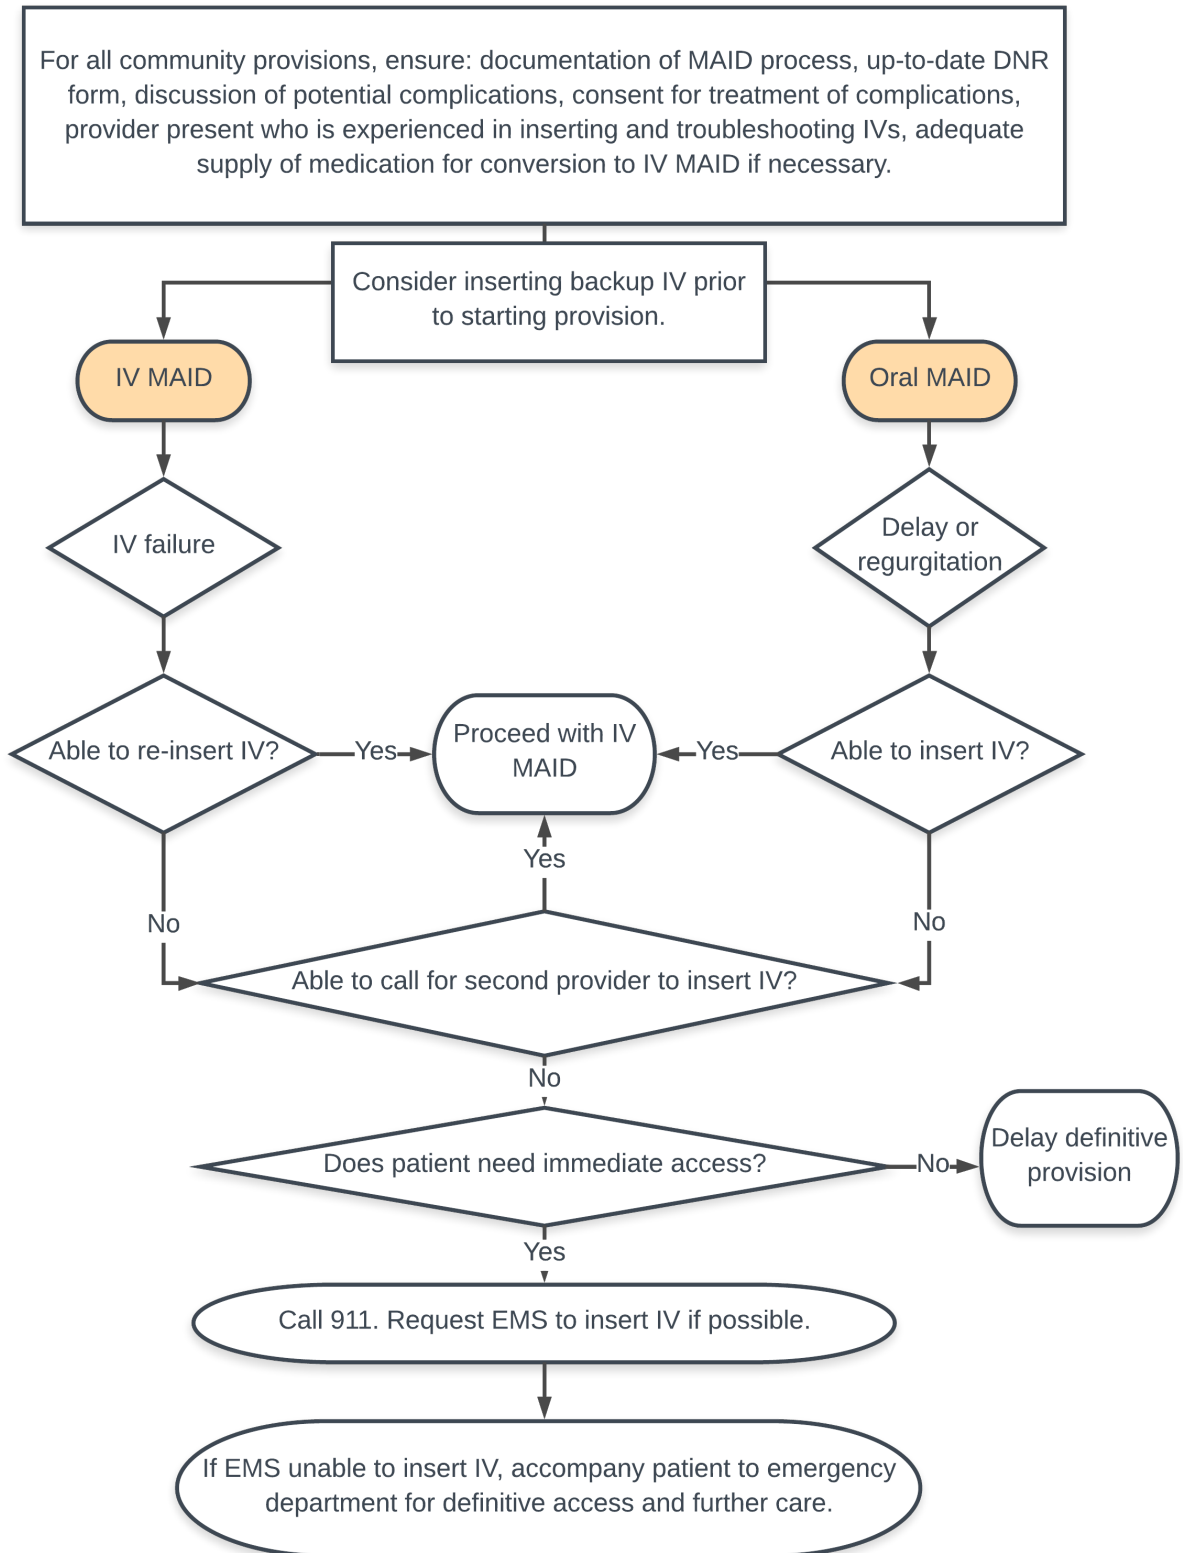 For all community provisions, ensure: documentation of MAID process, up-to-date DNR
form, discussion of potential complications, consent for treatment of complications,
provider present who is experienced in inserting and troubleshooting IVs, adequate
supply of medication for conversion to IV MAID if necessary.
Consider inserting backup IV prior
to starting provision.
IV MAID
Oral MAID
IV failure
Delay or
regurgitation
Able to re-insert IV?
Yes
Proceed with IV
MAID
Yes
Able to insert IV?
Yes
No
No
Able to call for second provider to insert IV?
No
Does patient need immediate access?
No
Delay definitive
provision
Yes
Call 911. Request EMS to insert IV if possible.
If EMS unable to insert IV, accompany patient to emergency
department for definitive access and further care.